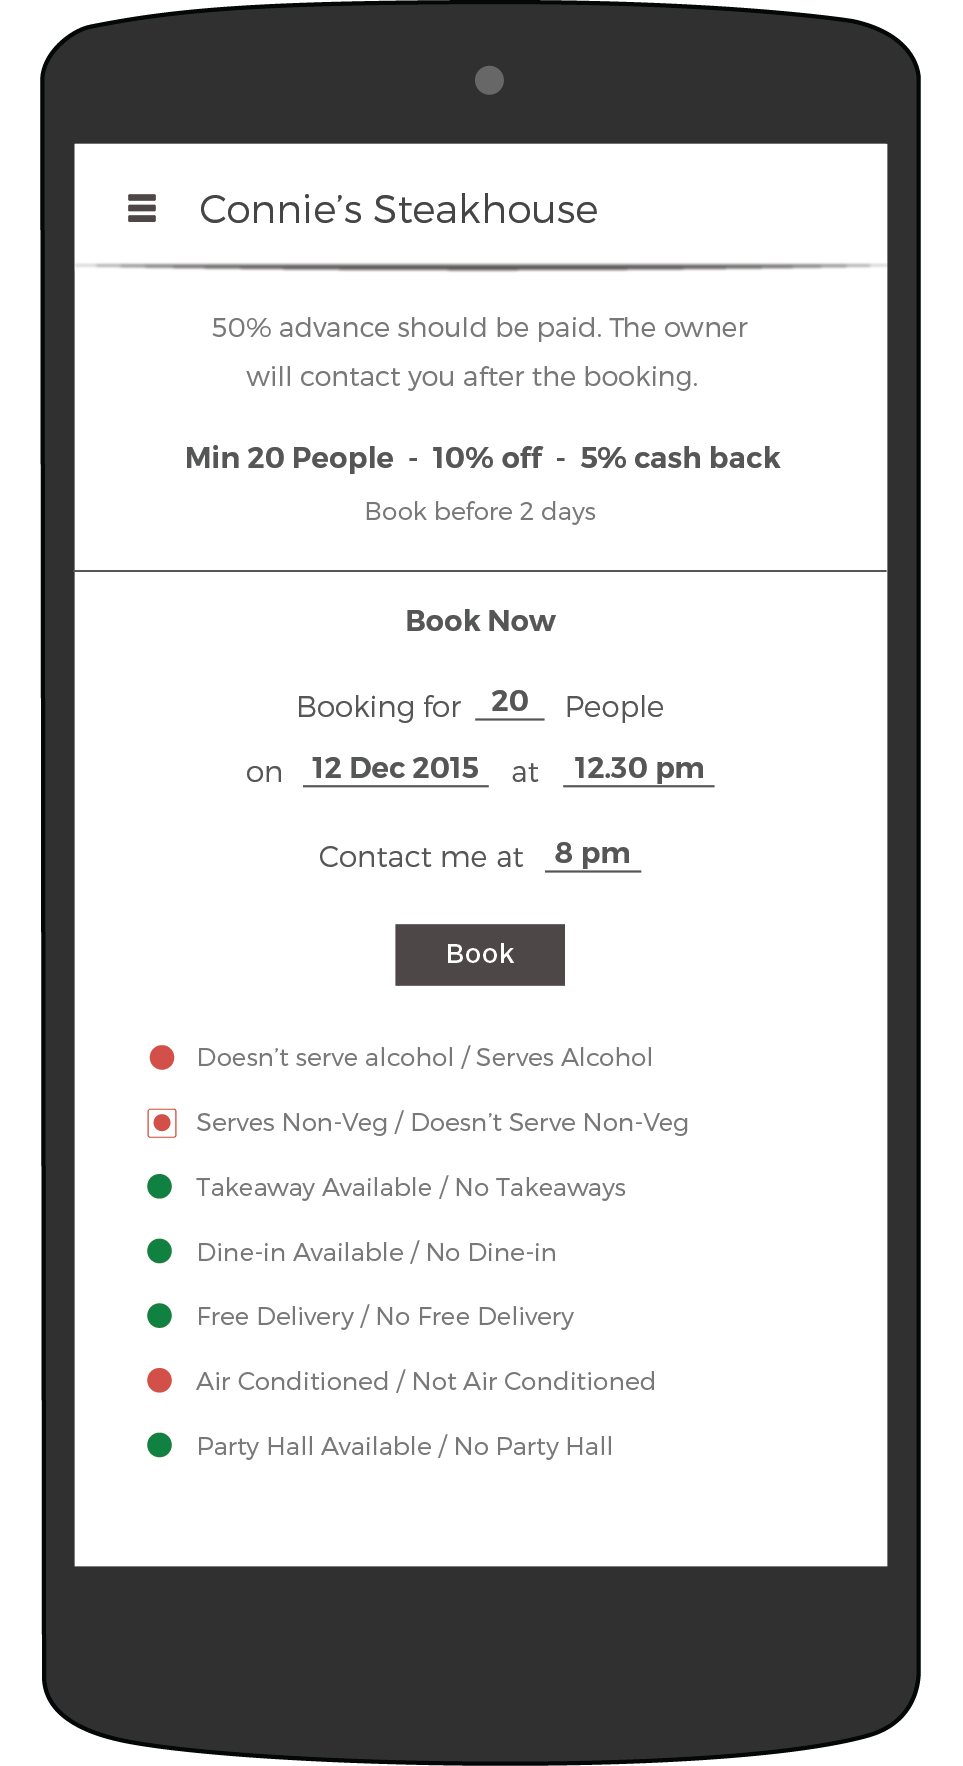 Connie’s Steakhouse
50% advance should be paid. The owner
will contact you after the booking.
Min 20 People - 10% off - 5% cash back
Book before 2 days
Book Now
Booking for 20 People
on 12 Dec 2015 at 12.30 pm
Contact me at 8 pm
Book
Doesn’t serve alcohol / Serves Alcohol
Serves Non-Veg / Doesn’t Serve Non-Veg
Takeaway Available / No Takeaways
Dine-in Available / No Dine-in
Free Delivery / No Free Delivery
Air Conditioned / Not Air Conditioned
Party Hall Available / No Party Hall